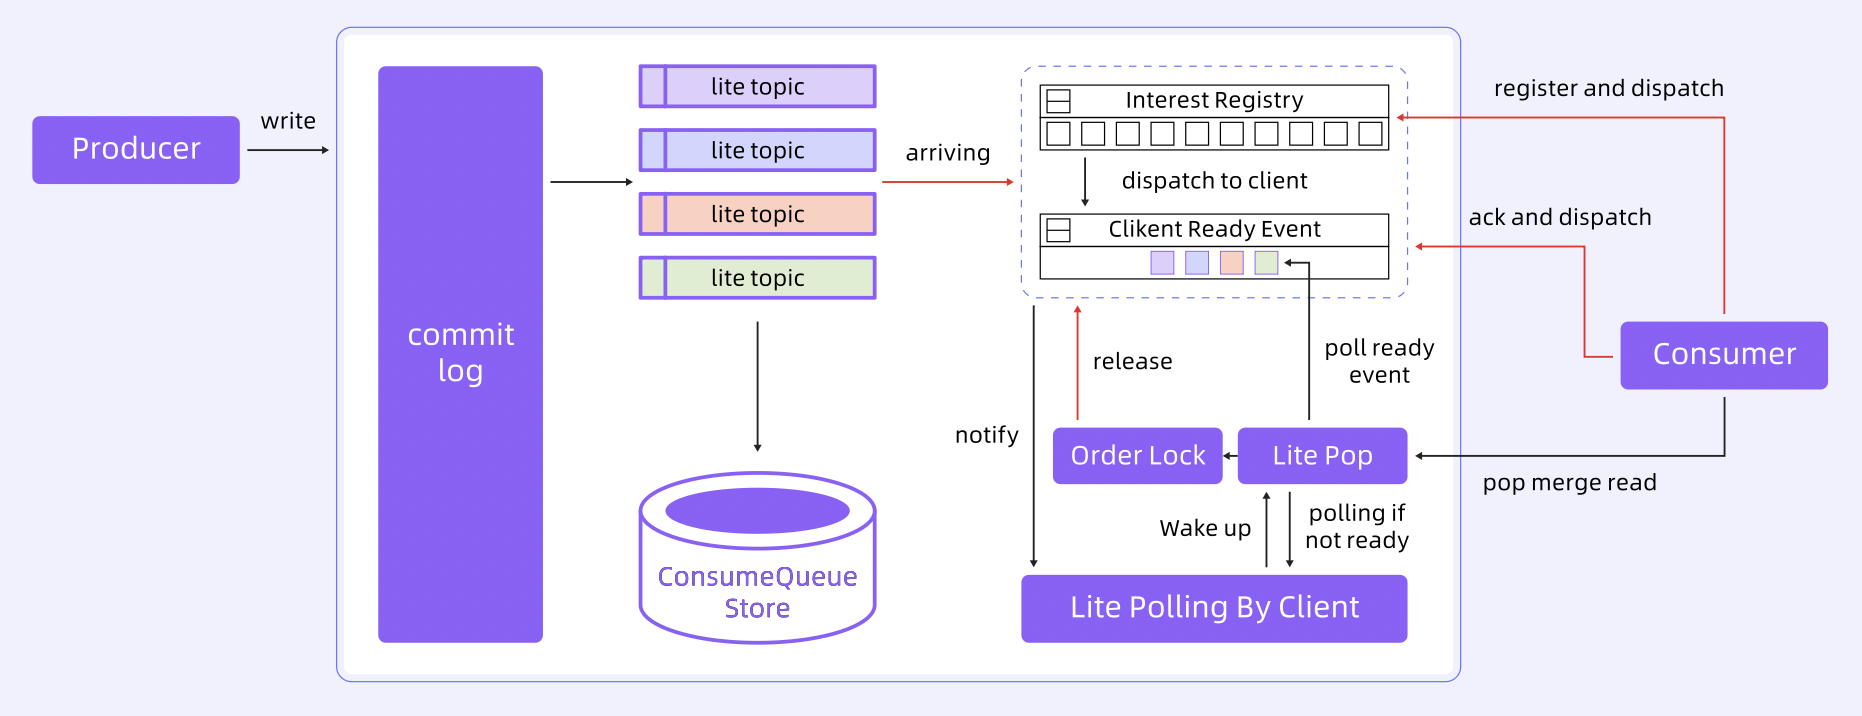 Producer
write
commit
log
lite topic
lite topic
lite topic
lite topic
ConsumeQueue
Store
arriving
Interest Registry
dispatch to client
Clikent Ready Event
register and dispatch
ack and dispatch
Consumer
release
poll ready
event
notify
Order Lock
Lite Pop
pop merge read
Wake up
polling if
not ready
Lite Polling By Client